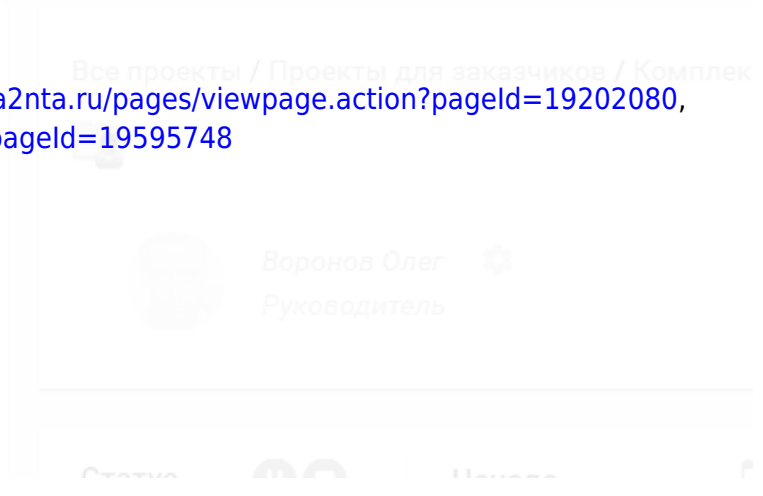 Все проекты / Проекты для заказчиков / Комплек
a2nta.ru/pages/viewpage.action?pageId=19202080,
pageId=19595748
Воронов Олег
Руководитель
Статус
Начало